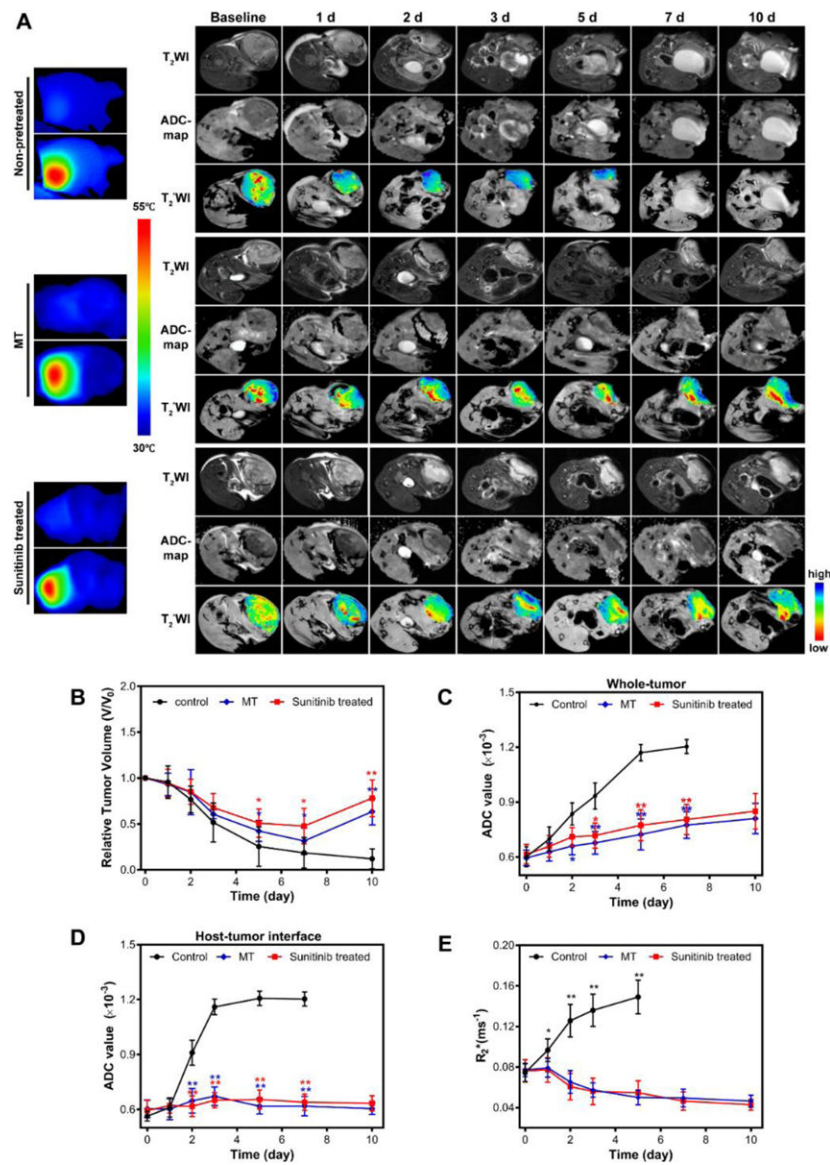 A
Baseline 1 d 2 d 3 d 5 d 7 d 10 d
Non-pretreated
T₂WI
ADC-
map
T₂*WI
55℃
30℃
MT
T₂WI
ADC-
map
T₂*WI
Sunitinib treated
T₂WI
ADC-
map
T₂*WI
high
low
B
Relative Tumor Volume (V/V₀)
2.0
1.5
1.0
0.5
0.0
control MT Sunitinib treated
* * ** **
0 2 4 6 8 10
Time (day)
C
Whole-tumor
ADC value (×10⁻³)
1.5
1.2
0.9
0.6
Control MT Sunitinib treated
* * ** ** ** ** **
0 2 4 6 8 10
Time (day)
D
Host-tumor interface
ADC value (×10⁻³)
1.5
1.2
0.9
0.6
Control MT Sunitinib treated
** ** ** **
** ** ** **
0 2 4 6 8 10
Time (day)
E
R₂*(ms⁻¹)
0.20
0.16
0.12
0.08
0.04
Control MT Sunitinib treated
* ** ** **
0 2 4 6 8 10
Time (day)